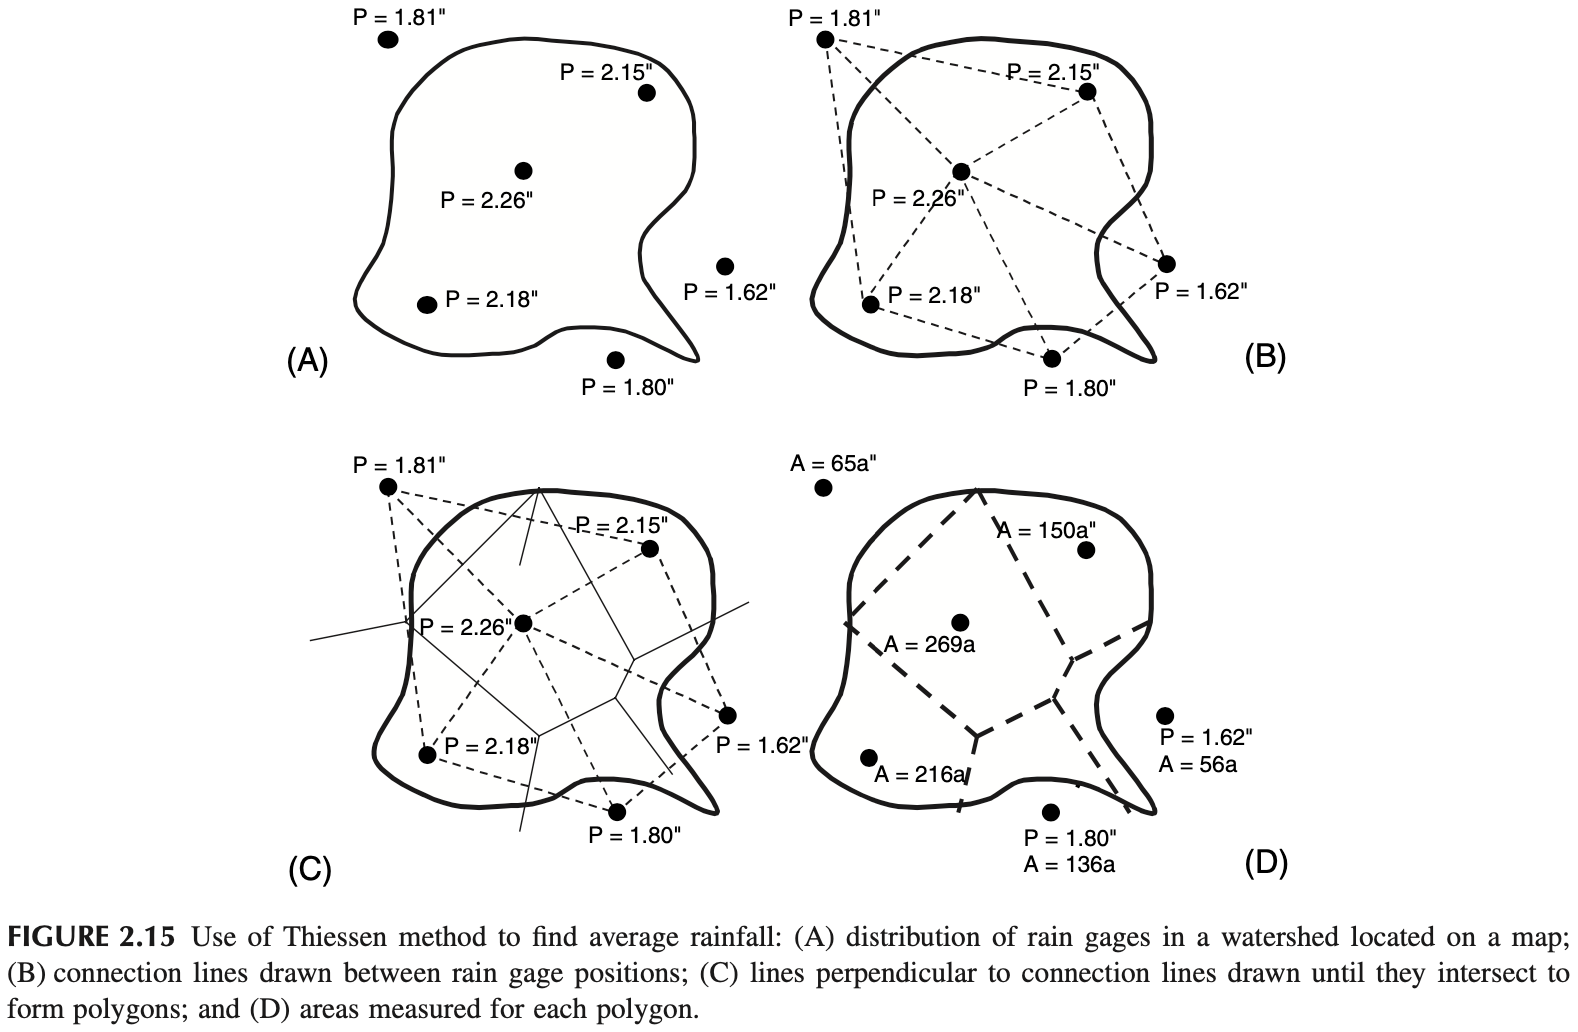 P = 1.81"
P = 2.15"
P = 2.26"
P = 2.18"
P = 1.62"
P = 1.80"
(A)
P = 1.81"
P = 2.15"
P = 2.26"
P = 2.18"
P = 1.62"
P = 1.80"
(B)
P = 1.81"
P = 2.15"
P = 2.26"
P = 2.18"
P = 1.62"
P = 1.80"
(C)
A = 65a"
A = 150a"
A = 269a
P = 1.62"
A = 56a
A = 216a
P = 1.80"
A = 136a
(D)
FIGURE 2.15 Use of Thiessen method to find average rainfall: (A) distribution of rain gages in a watershed located on a map;
(B) connection lines drawn between rain gage positions; (C) lines perpendicular to connection lines drawn until they intersect to
form polygons; and (D) areas measured for each polygon.